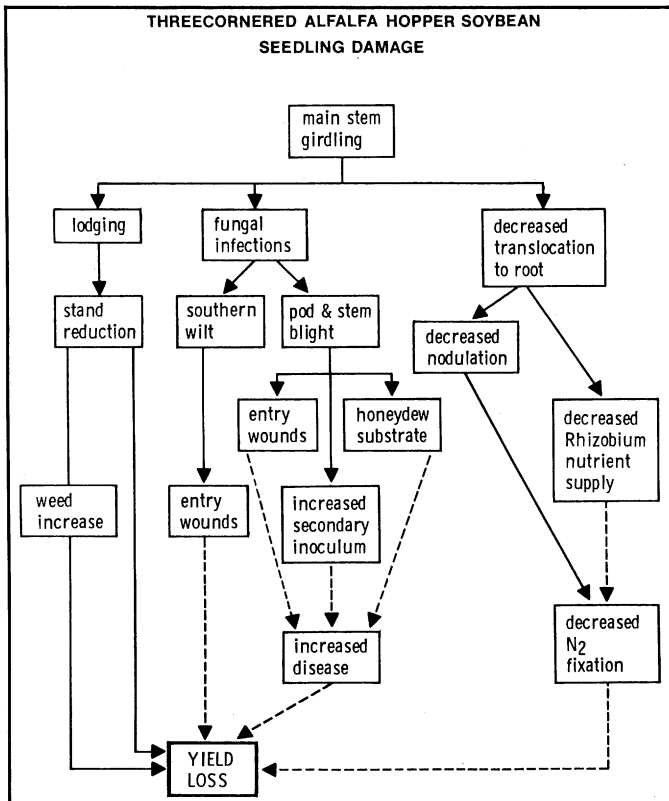 THREECORNERED ALFALFA HOPPER SOYBEAN
SEEDLING DAMAGE
main stem
girdling
lodging
fungal
infections
decreased
translocation
to root
stand
reduction
southern
wilt
pod & stem
blight
decreased
nodulation
entry
wounds
honeydew
substrate
decreased
Rhizobium
nutrient
supply
weed
increase
entry
wounds
increased
secondary
inoculum
increased
disease
decreased
N2
fixation
YIELD
LOSS